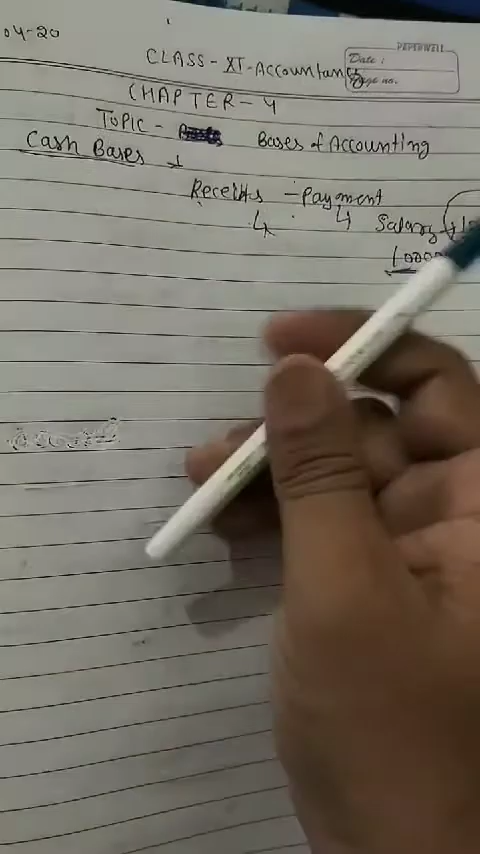 04-20
PAPERWELL
CLASS - XI - Accountancy
Date :
Page no.
CHAPTER - 4
TOPIC - Bases of Accounting
Cash Bases
Receipts - Payment
Salary
10000